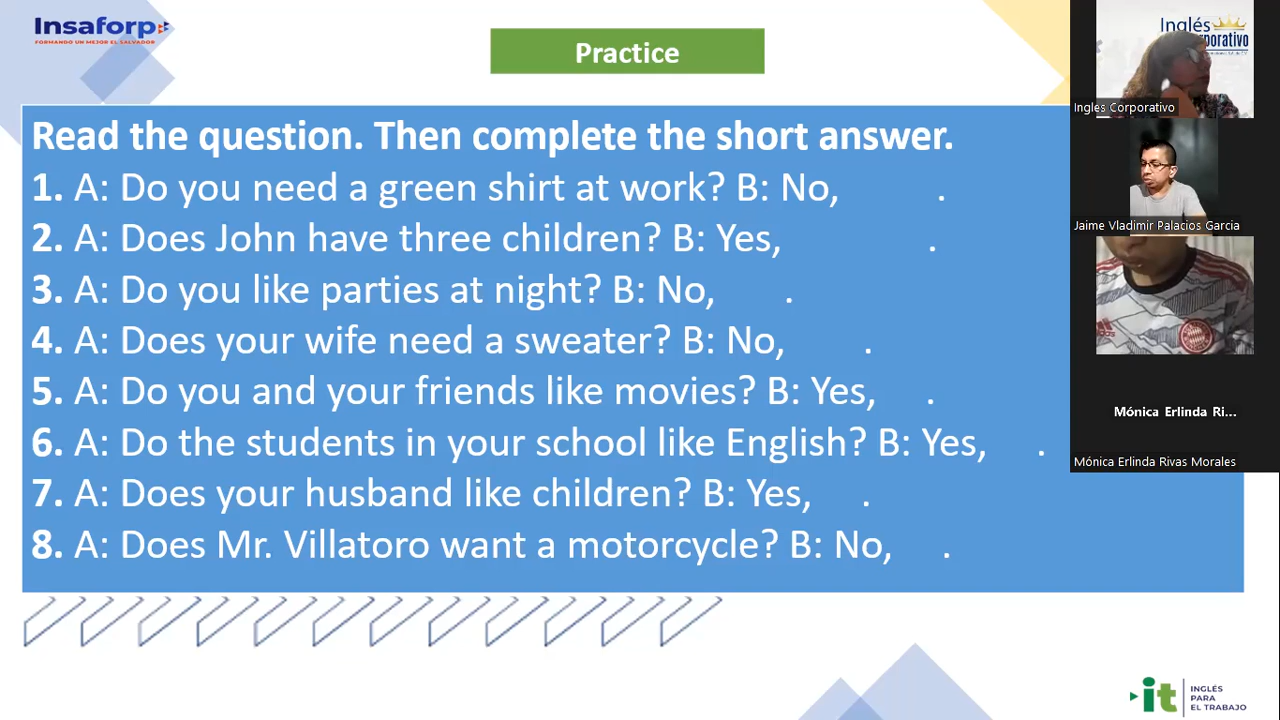 Insaforp
FORMANDO UN MEJOR EL SALVADOR
Practice
Read the question. Then complete the short answer.
1. A: Do you need a green shirt at work? B: No, .
2. A: Does John have three children? B: Yes, .
3. A: Do you like parties at night? B: No, .
4. A: Does your wife need a sweater? B: No, .
5. A: Do you and your friends like movies? B: Yes, .
6. A: Do the students in your school like English? B: Yes, .
7. A: Does your husband like children? B: Yes, .
8. A: Does Mr. Villatoro want a motorcycle? B: No, .
Inglés
Ingles Corporativo
Jaime Vladimir Palacios Garcia
Mónica Erlinda Ri...
Mónica Erlinda Rivas Morales
it
INGLÉS
PARA
EL TRABAJO